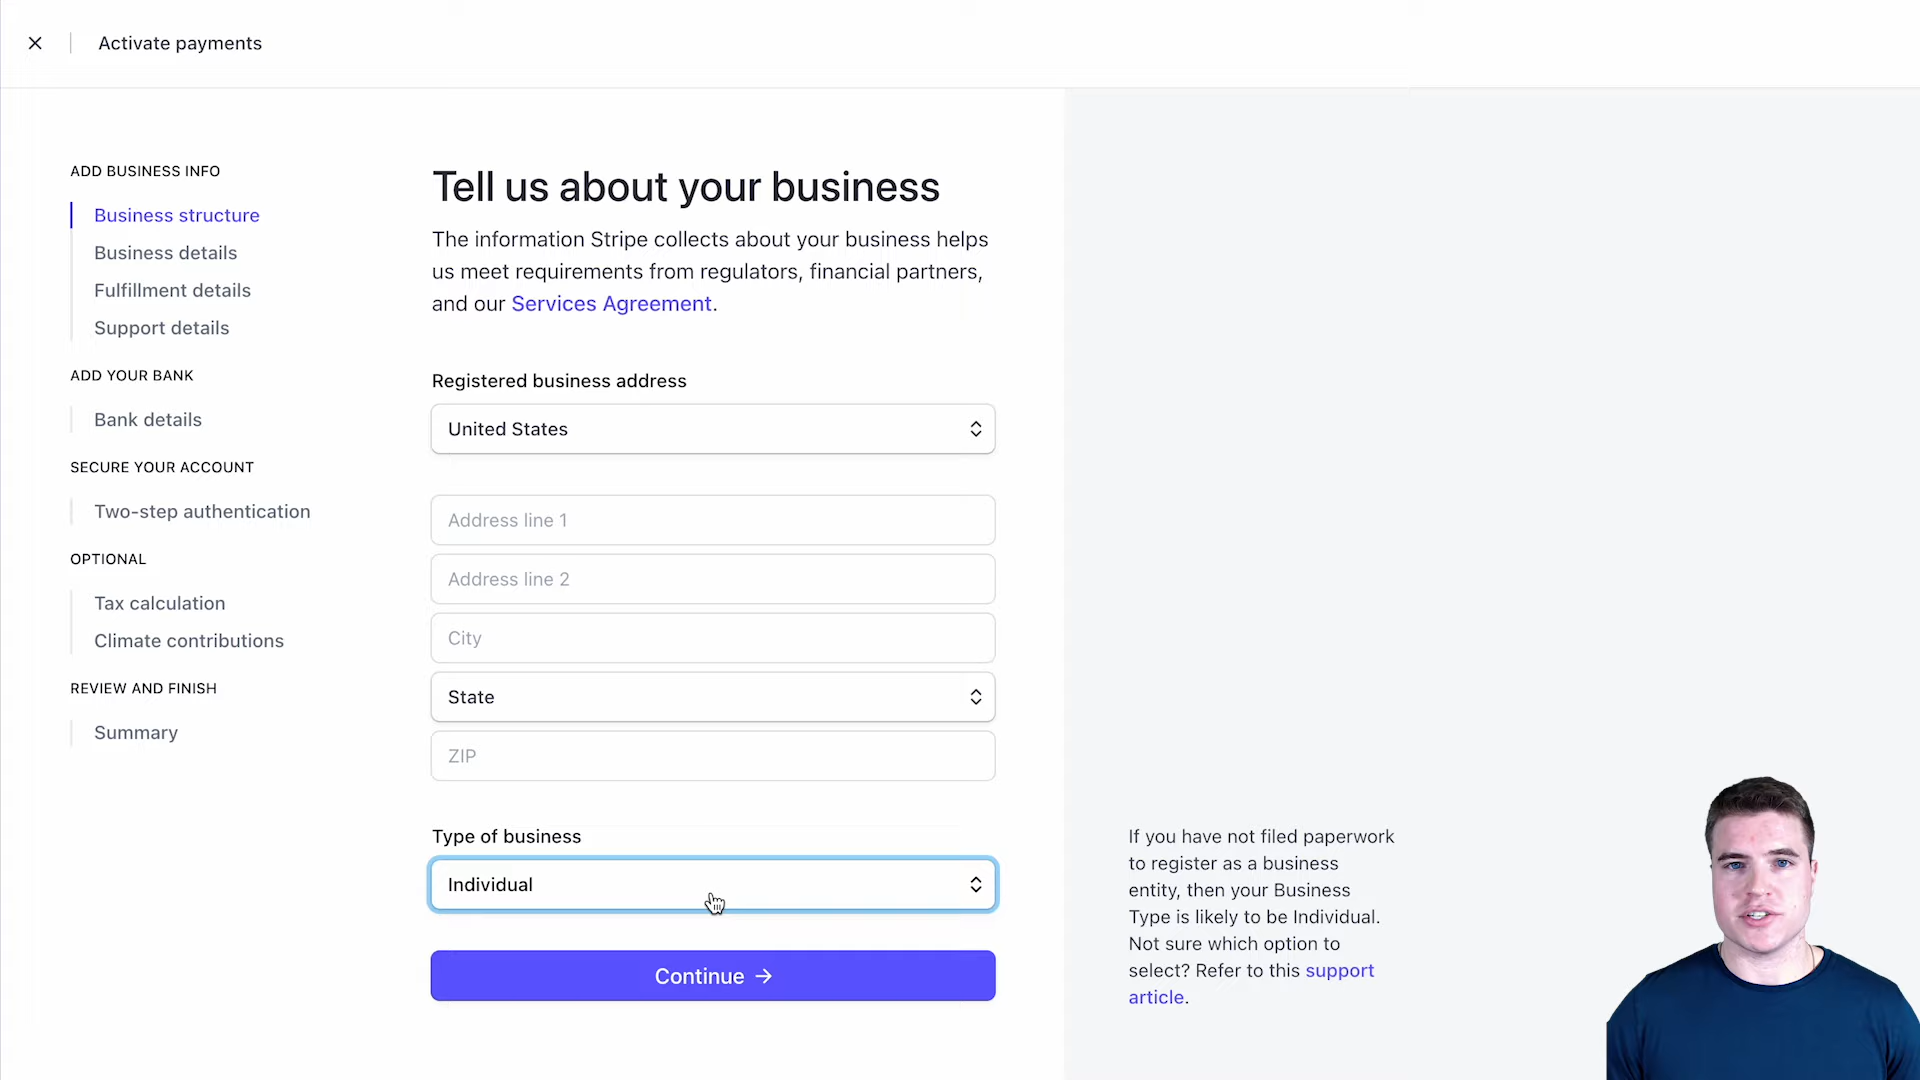 Activate payments
ADD BUSINESS INFO
Business structure
Business details
Fulfillment details
Support details
ADD YOUR BANK
Bank details
SECURE YOUR ACCOUNT
Two-step authentication
OPTIONAL
Tax calculation
Climate contributions
REVIEW AND FINISH
Summary
Tell us about your business
The information Stripe collects about your business helps
us meet requirements from regulators, financial partners,
and our Services Agreement.
Registered business address
United States
Address line 1
Address line 2
City
State
ZIP
Type of business
Individual
Continue →
If you have not filed paperwork
to register as a business
entity, then your Business
Type is likely to be Individual.
Not sure which option to
select? Refer to this support
article.